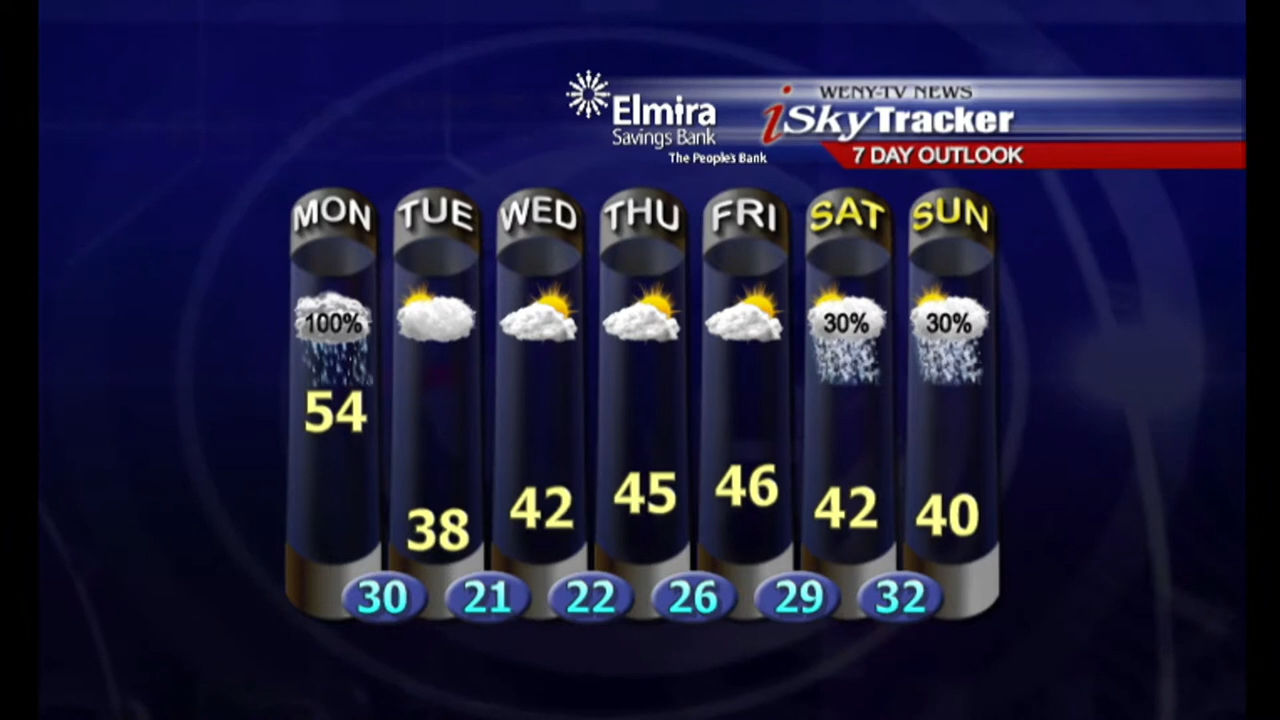 Elmira
Savings Bank
The People's Bank
WENY-TV NEWS
iSkyTracker
7 DAY OUTLOOK
MON TUE WED THU FRI SAT SUN
100% 30% 30%
54 38 42 45 46 42 40
30 21 22 26 29 32